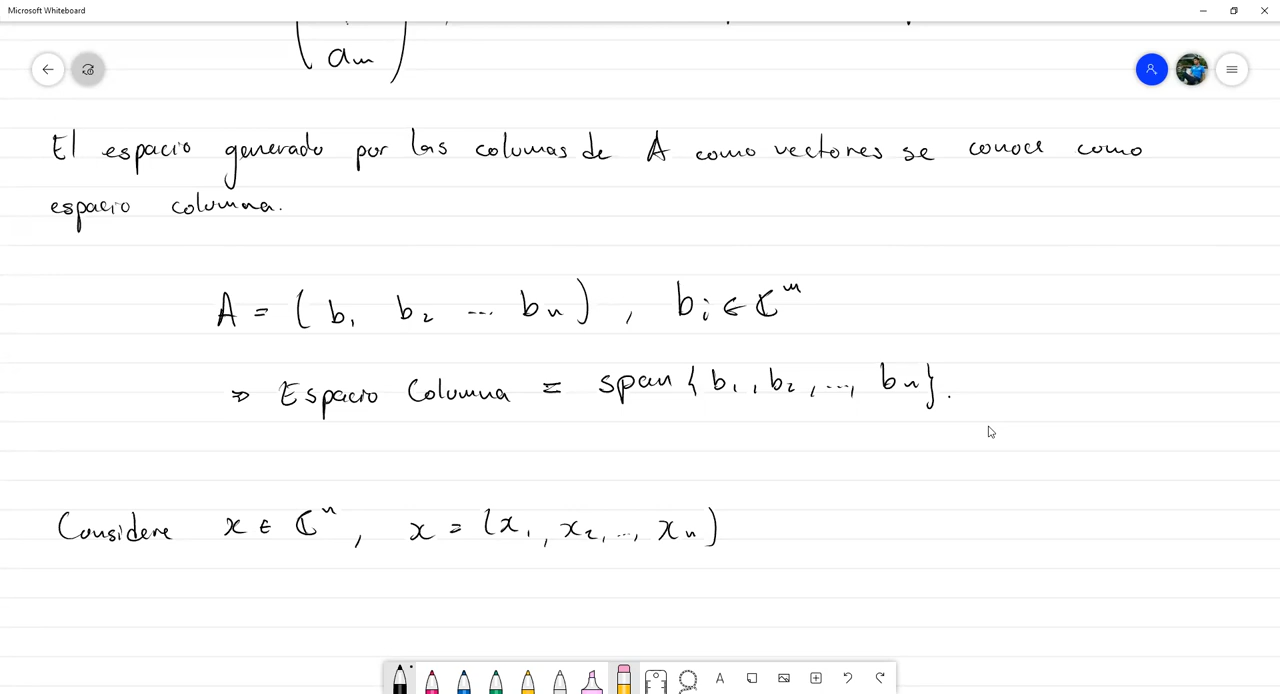 Microsoft Whiteboard
am
El espacio generado por las columas de A como vectores se conoce como
espacio columna.
A = ( b₁ b₂ ... bₙ ) , bᵢ ∈ ℂᵐ
⇒ Espacio Columna = span { b₁ , b₂ , ..., bₙ } .
Considere x ∈ ℂⁿ , x = (x₁ , x₂, ..., xₙ)
A